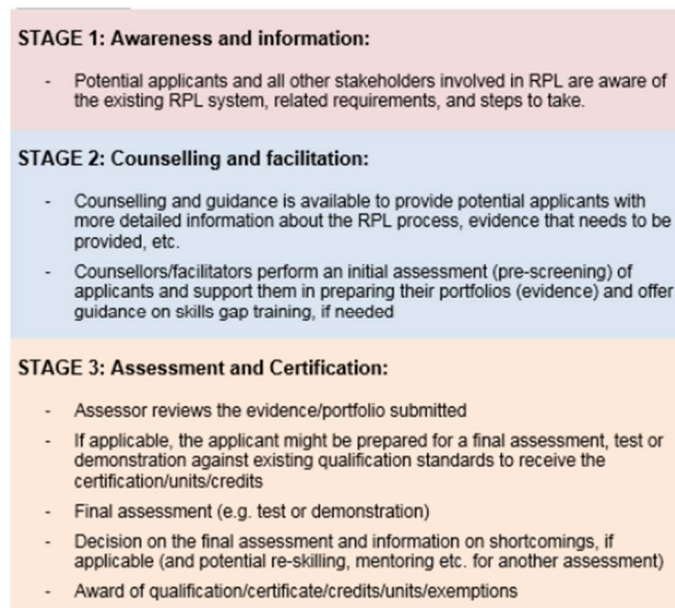 STAGE 1: Awareness and information:
- Potential applicants and all other stakeholders involved in RPL are aware of
the existing RPL system, related requirements, and steps to take.
STAGE 2: Counselling and facilitation:
- Counselling and guidance is available to provide potential applicants with
more detailed information about the RPL process, evidence that needs to be
provided, etc.
- Counsellors/facilitators perform an initial assessment (pre-screening) of
applicants and support them in preparing their portfolios (evidence) and offer
guidance on skills gap training, if needed
STAGE 3: Assessment and Certification:
- Assessor reviews the evidence/portfolio submitted
- If applicable, the applicant might be prepared for a final assessment, test or
demonstration against existing qualification standards to receive the
certification/units/credits
- Final assessment (e.g. test or demonstration)
- Decision on the final assessment and information on shortcomings, if
applicable (and potential re-skilling, mentoring etc. for another assessment)
- Award of qualification/certificate/credits/units/exemptions